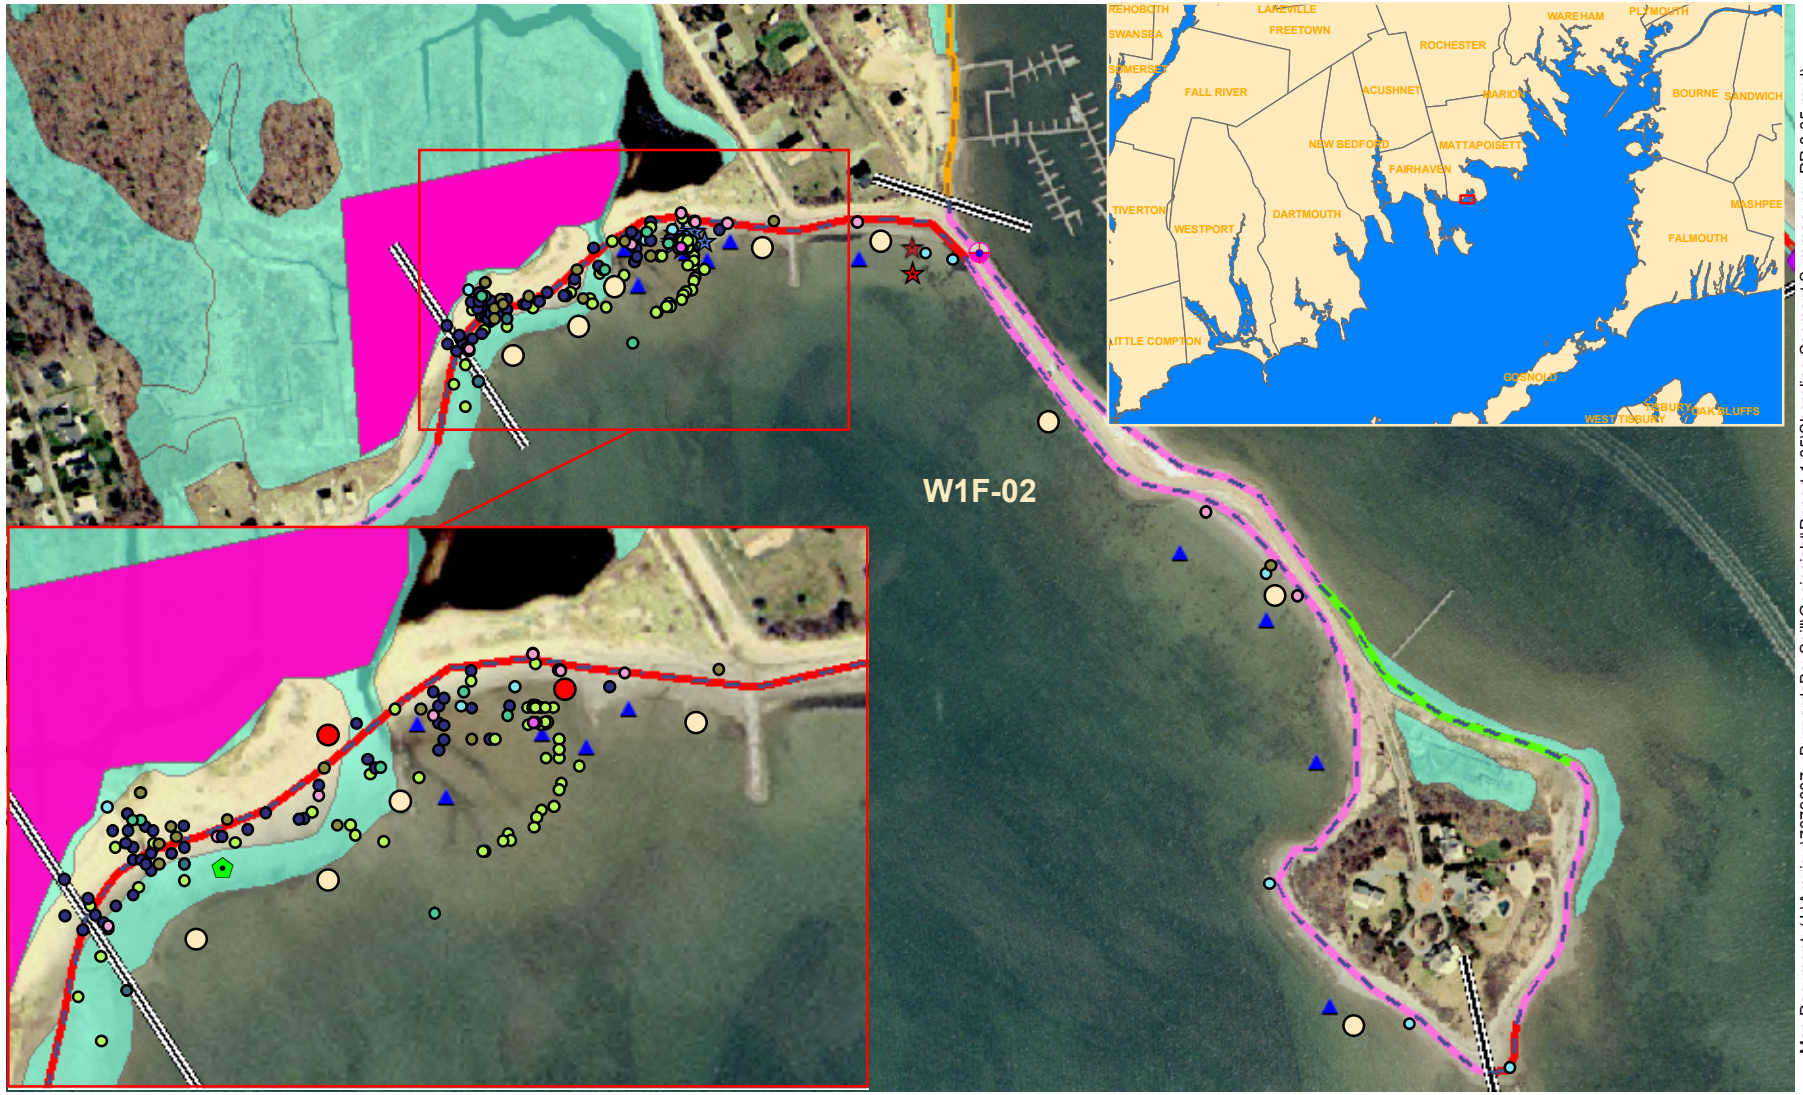 REHOBOTH
LAKEVILLE
WAREHAM
PLYMOUTH
SWANSEA
FREETOWN
ROCHESTER
SOMERSET
FALL RIVER
ACUSHNET
MARION
BOURNE
SANDWICH
NEW BEDFORD
MATTAPOISETT
FAIRHAVEN
TIVERTON
DARTMOUTH
MASHPEE
WESTPORT
FALMOUTH
LITTLE COMPTON
GOSNOLD
TISBURY
OAK BLUFFS
WEST TISBURY
W1F-02